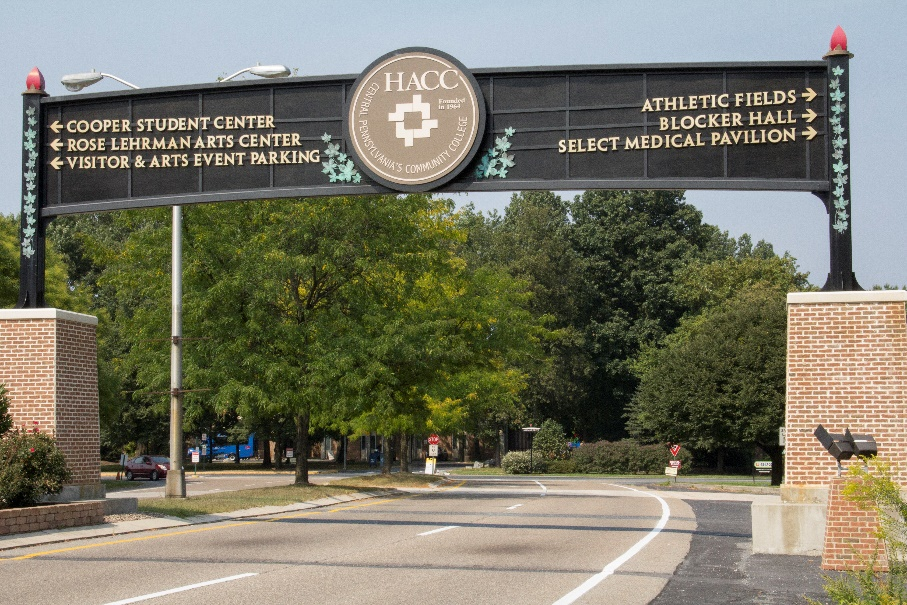 COOPER STUDENT CENTER
ROSE LEHRMAN ARTS CENTER
VISITOR & ARTS EVENT PARKING
HACC
Founded
in 1964
CENTRAL PENNSYLVANIA'S COMMUNITY COLLEGE
ATHLETIC FIELDS
BLOCKER HALL
SELECT MEDICAL PAVILION
STOP